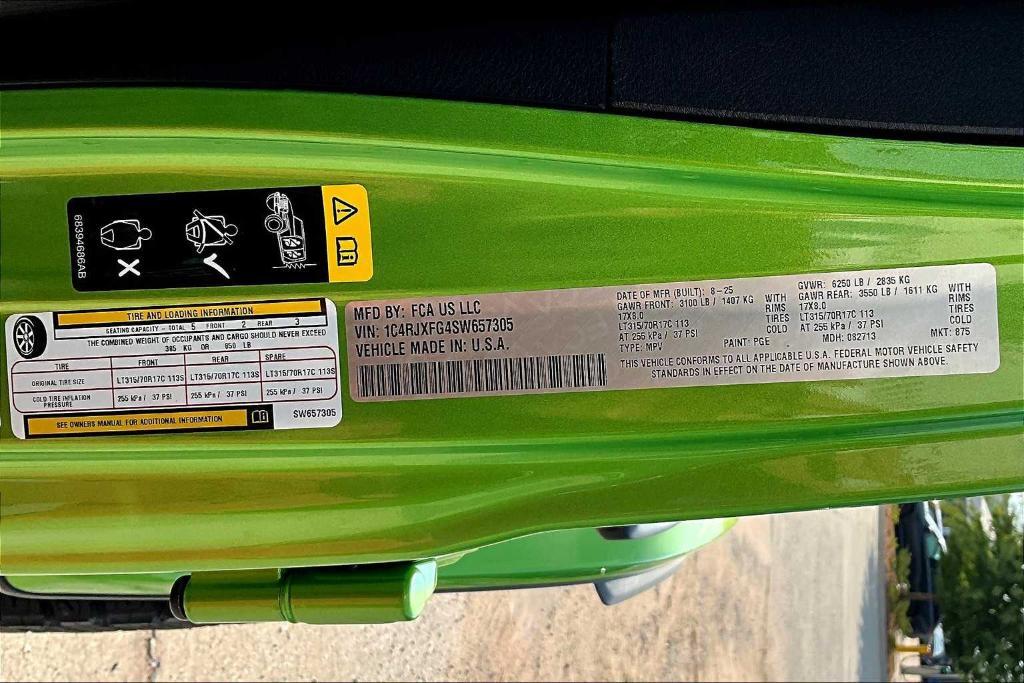 68394686AB
TIRE AND LOADING INFORMATION
SEATING CAPACITY - TOTAL 5 FRONT 2 REAR 3
THE COMBINED WEIGHT OF OCCUPANTS AND CARGO SHOULD NEVER EXCEED
385 KG OR 850 LB
TIRE FRONT REAR SPARE
ORIGINAL TIRE SIZE LT315/70R17C 113S LT315/70R17C 113S LT315/70R17C 113S
COLD TIRE INFLATION PRESSURE 255 kPa / 37 PSI 255 kPa / 37 PSI 255 kPa / 37 PSI
SEE OWNERS MANUAL FOR ADDITIONAL INFORMATION
SW657305
MFD BY: FCA US LLC
VIN: 1C4RJXFG4SW657305
VEHICLE MADE IN: U.S.A.
DATE OF MFR (BUILT): 8-25 GVWR: 6250 LB / 2835 KG
GAWR FRONT: 3100 LB / 1407 KG WITH GAWR REAR: 3550 LB / 1611 KG WITH
17X8.0 RIMS 17X8.0 RIMS
LT315/70R17C 113 TIRES LT315/70R17C 113 TIRES
AT 255 kPa / 37 PSI COLD AT 255 kPa / 37 PSI COLD
TYPE: MPV PAINT: PGE MDH: 082713 MKT: 875
THIS VEHICLE CONFORMS TO ALL APPLICABLE U.S.A. FEDERAL MOTOR VEHICLE SAFETY
STANDARDS IN EFFECT ON THE DATE OF MANUFACTURE SHOWN ABOVE.